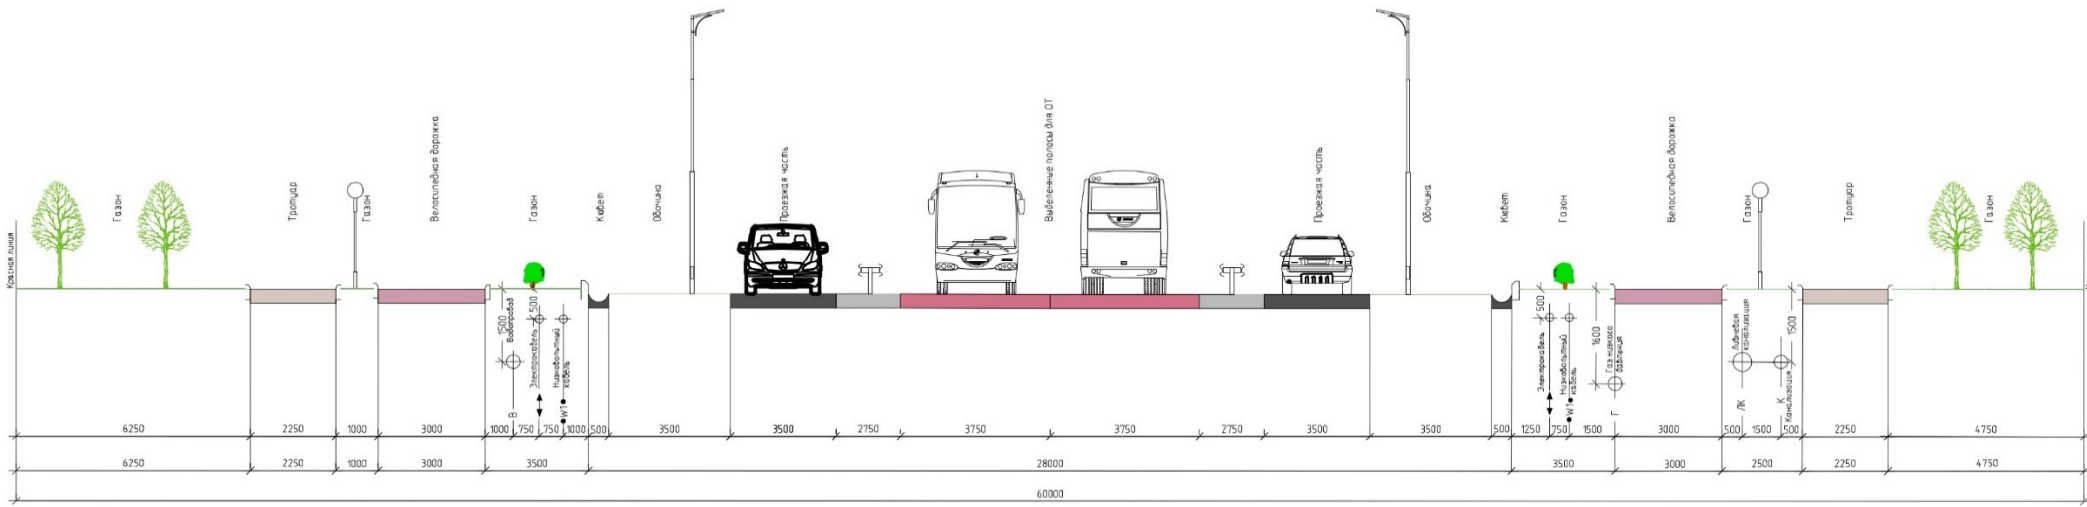 Красная линия
Газон
Тротуар
Газон
Велосипедная дорожка
Газон
Кювет
Обочина
Проезжая часть
Выделенные полосы для ОТ
Проезжая часть
Обочина
Кювет
Газон
Велосипедная дорожка
Газон
Тротуар
Газон
1500
Водопровод
500
Электрокабель
Низковольтный
кабель
В
W1
500
Электрокабель
Низковольтный
кабель
W1
1600
Газ низкого
давления
Г
Ливневая
канализация
ЛК
1500
К
Канализация
6250 2250 1000 3000 1000 750 750 1000 500 3500 3500 2750 3750 3750 2750 3500 3500 500 1250 750 1500 3000 500 1500 500 2250 4750
6250 2250 1000 3000 3500 28000 3500 3000 2500 2250 4750
60000